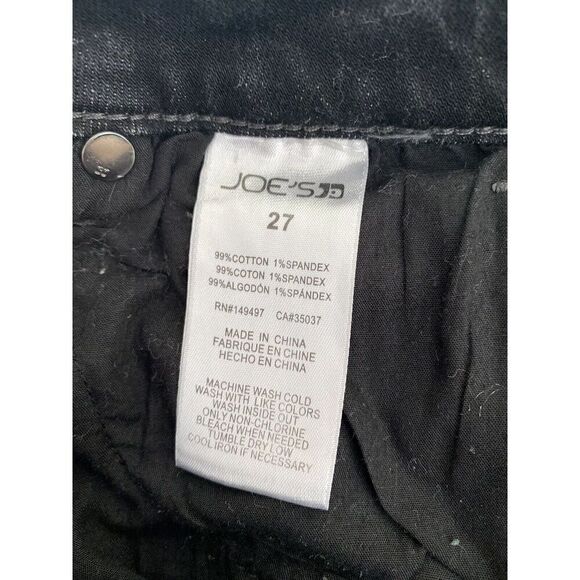 JOE'S
27
99%COTTON 1%SPANDEX
99%COTON 1%SPANDEX
99%ALGODÓN 1%SPÁNDEX
RN#149497 CA#35037
MADE IN CHINA
FABRIQUE EN CHINE
HECHO EN CHINA
MACHINE WASH COLD
WASH WITH LIKE COLORS
WASH INSIDE OUT
ONLY NON-CHLORINE
BLEACH WHEN NEEDED
TUMBLE DRY LOW
COOL IRON IF NECESSARY